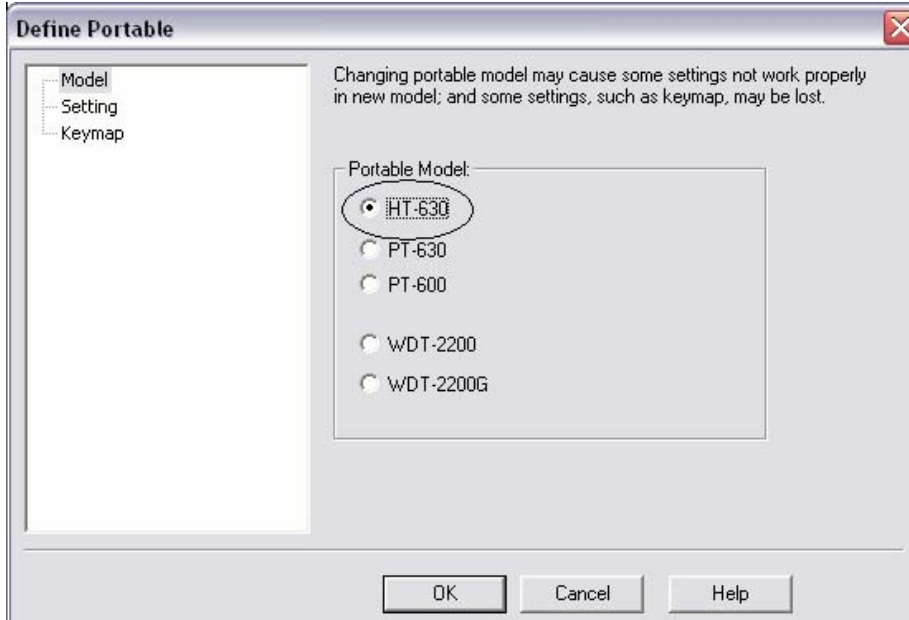 Define Portable
Model
Setting
Keymap
Changing portable model may cause some settings not work properly
in new model; and some settings, such as keymap, may be lost.
Portable Model:
HT-630
PT-630
PT-600
WDT-2200
WDT-2200G
OK
Cancel
Help